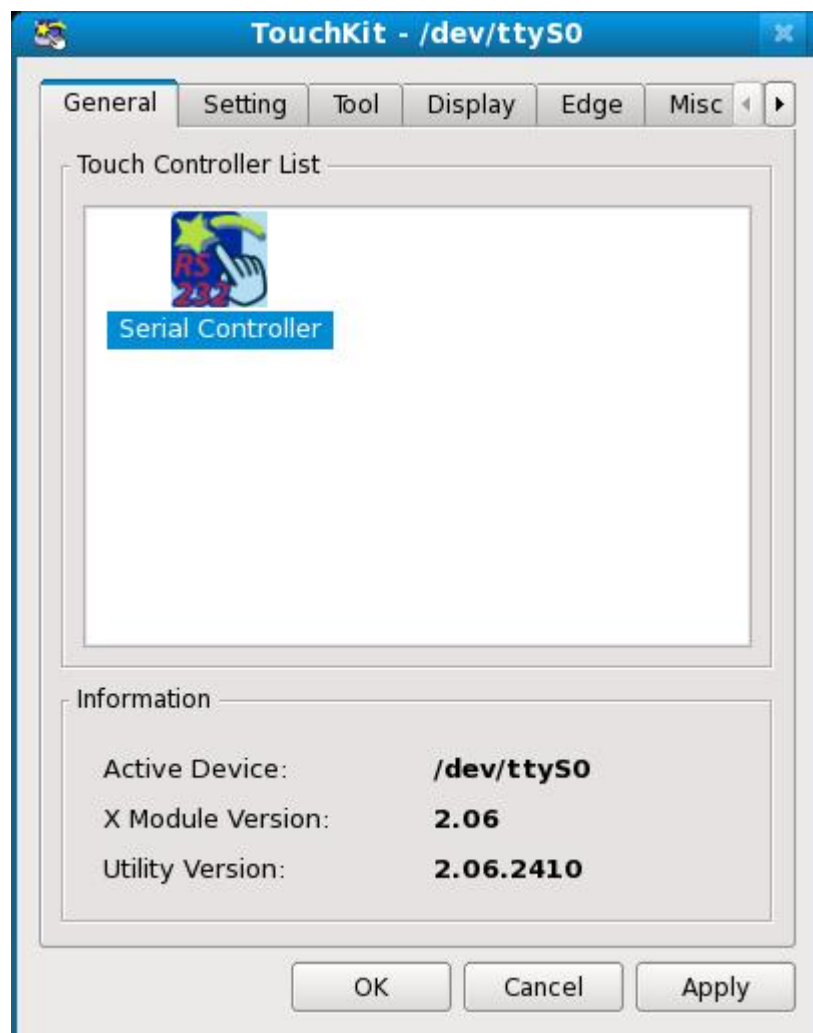 TouchKit - /dev/ttyS0
General Setting Tool Display Edge Misc
Touch Controller List
RS
232
Serial Controller
Information
Active Device: /dev/ttyS0
X Module Version: 2.06
Utility Version: 2.06.2410
OK Cancel Apply